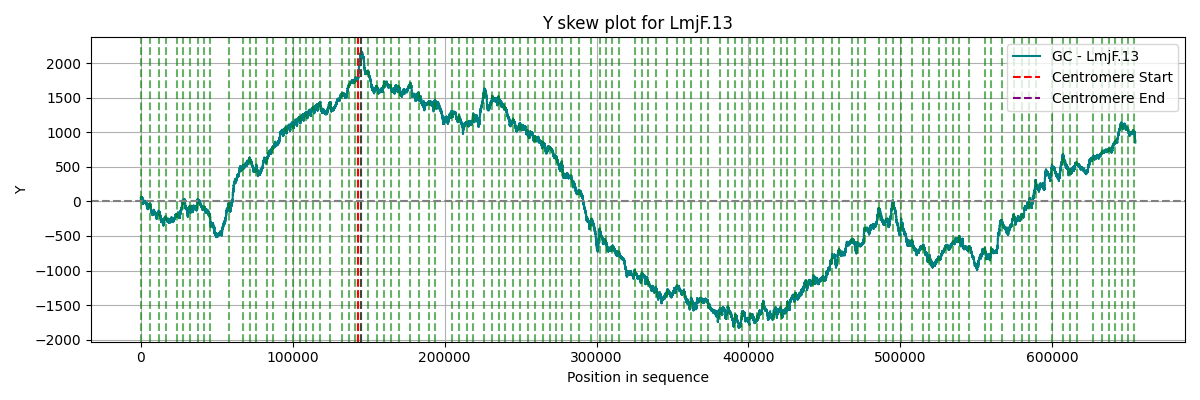 Y skew plot for LmjF.13
GC - LmjF.13
Centromere Start
Centromere End
2000
1500
1000
500
0
−500
−1000
−1500
−2000
Y
0 100000 200000 300000 400000 500000 600000
Position in sequence